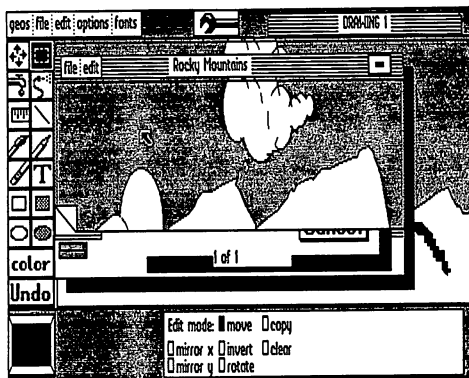 geos file edit options fonts
DRAWING 1
file edit
Rocky Mountains
T
1 of 1
color
Undo
Edit mode: move copy
mirror x invert clear
mirror y rotate